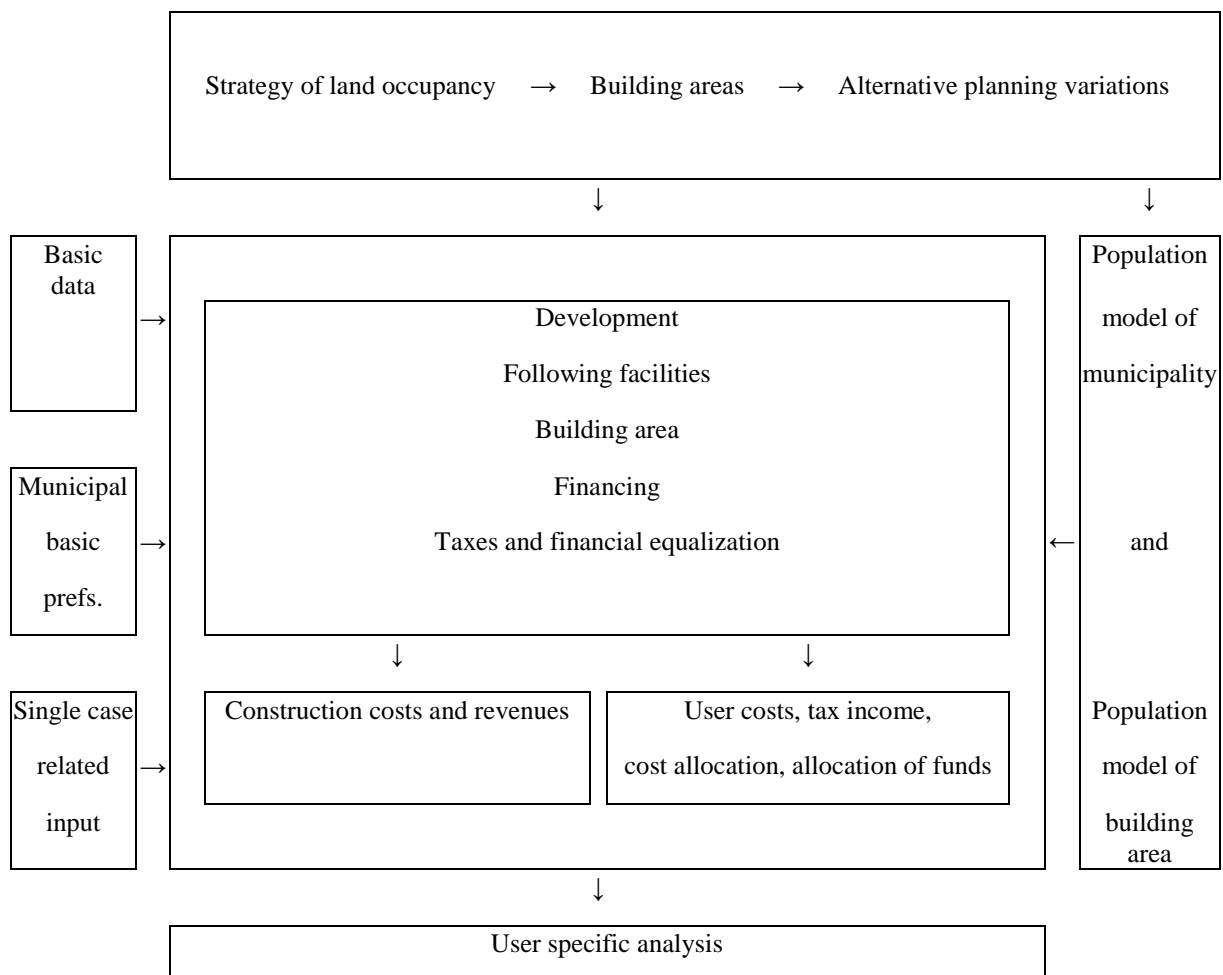 Strategy of land occupancy → Building areas → Alternative planning variations
↓ ↓
Basic
data
→
Municipal
basic
prefs.
→
Single case
related
input
→
Development
Following facilities
Building area
Financing
Taxes and financial equalization
↓ ↓
Construction costs and revenues
User costs, tax income,
cost allocation, allocation of funds
←
Population
model of
municipality
and
Population
model of
building
area
↓
User specific analysis